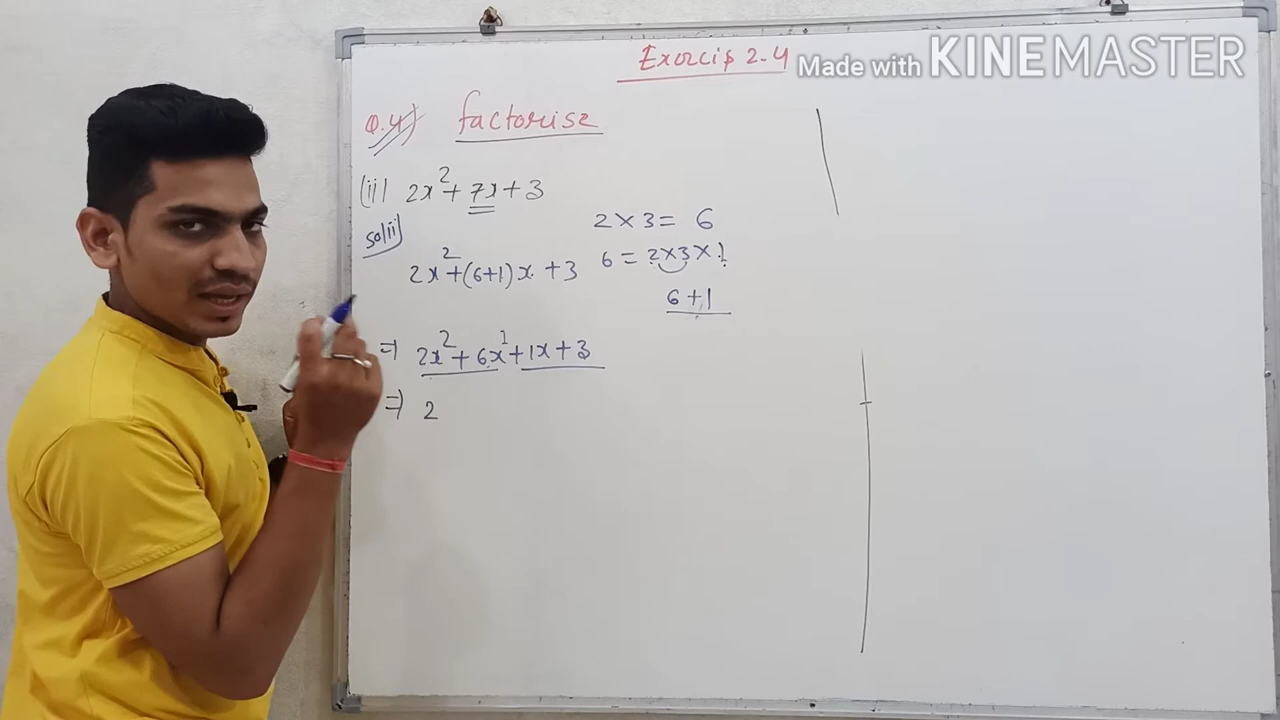 Exercis 2.4
Made with KINEMASTER
Q.4) factorise
(ii) 2x² + 7x + 3
Sol(ii)
2 × 3 = 6
6 = 2×3×1
6 + 1
2x² + (6+1)x + 3
⇒ 2x² + 6x¹ + 1x + 3
⇒ 2